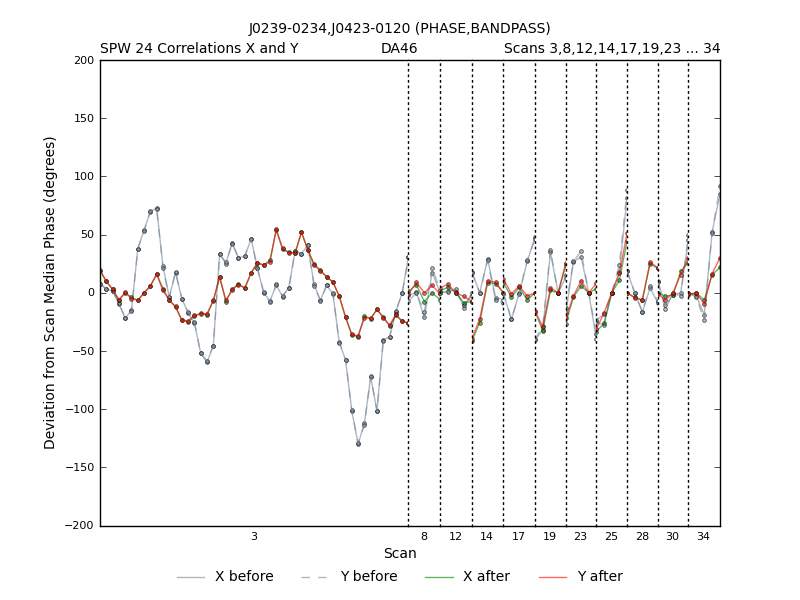 J0239-0234,J0423-0120 (PHASE,BANDPASS)
SPW 24 Correlations X and Y DA46 Scans 3,8,12,14,17,19,23 ... 34
200
150
100
50
0
−50
−100
−150
−200
Deviation from Scan Median Phase (degrees)
3 8 12 14 17 19 23 25 28 30 34
Scan
X before Y before X after Y after